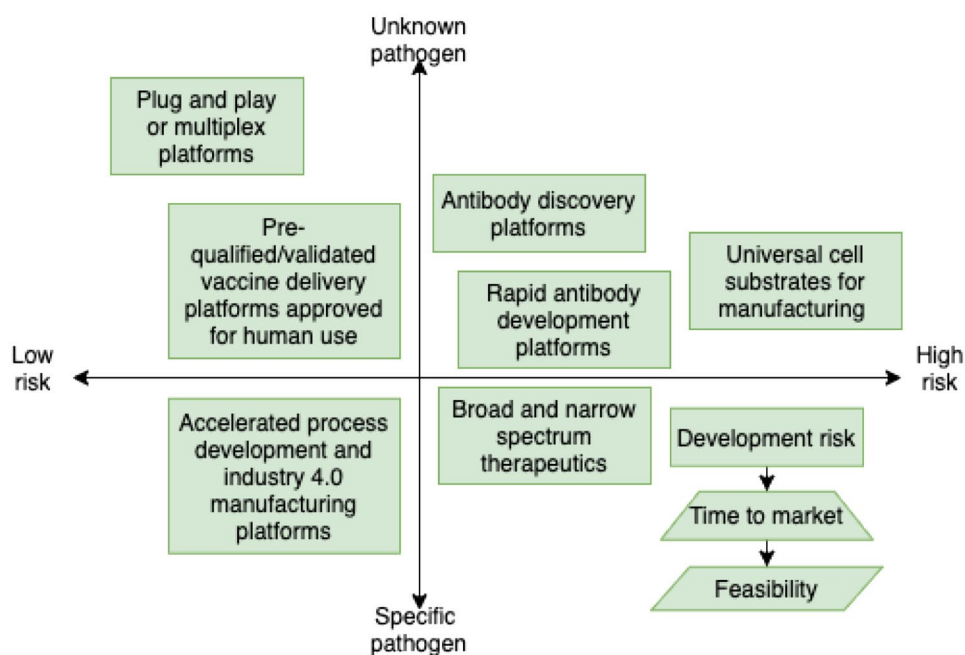 Unknown
pathogen
Plug and play
or multiplex
platforms
Antibody discovery
platforms
Pre-
qualified/validated
vaccine delivery
platforms approved
for human use
Universal cell
substrates for
manufacturing
Rapid antibody
development
platforms
Low
risk
High
risk
Accelerated process
development and
industry 4.0
manufacturing
platforms
Broad and narrow
spectrum
therapeutics
Development risk
Time to market
Feasibility
Specific
pathogen